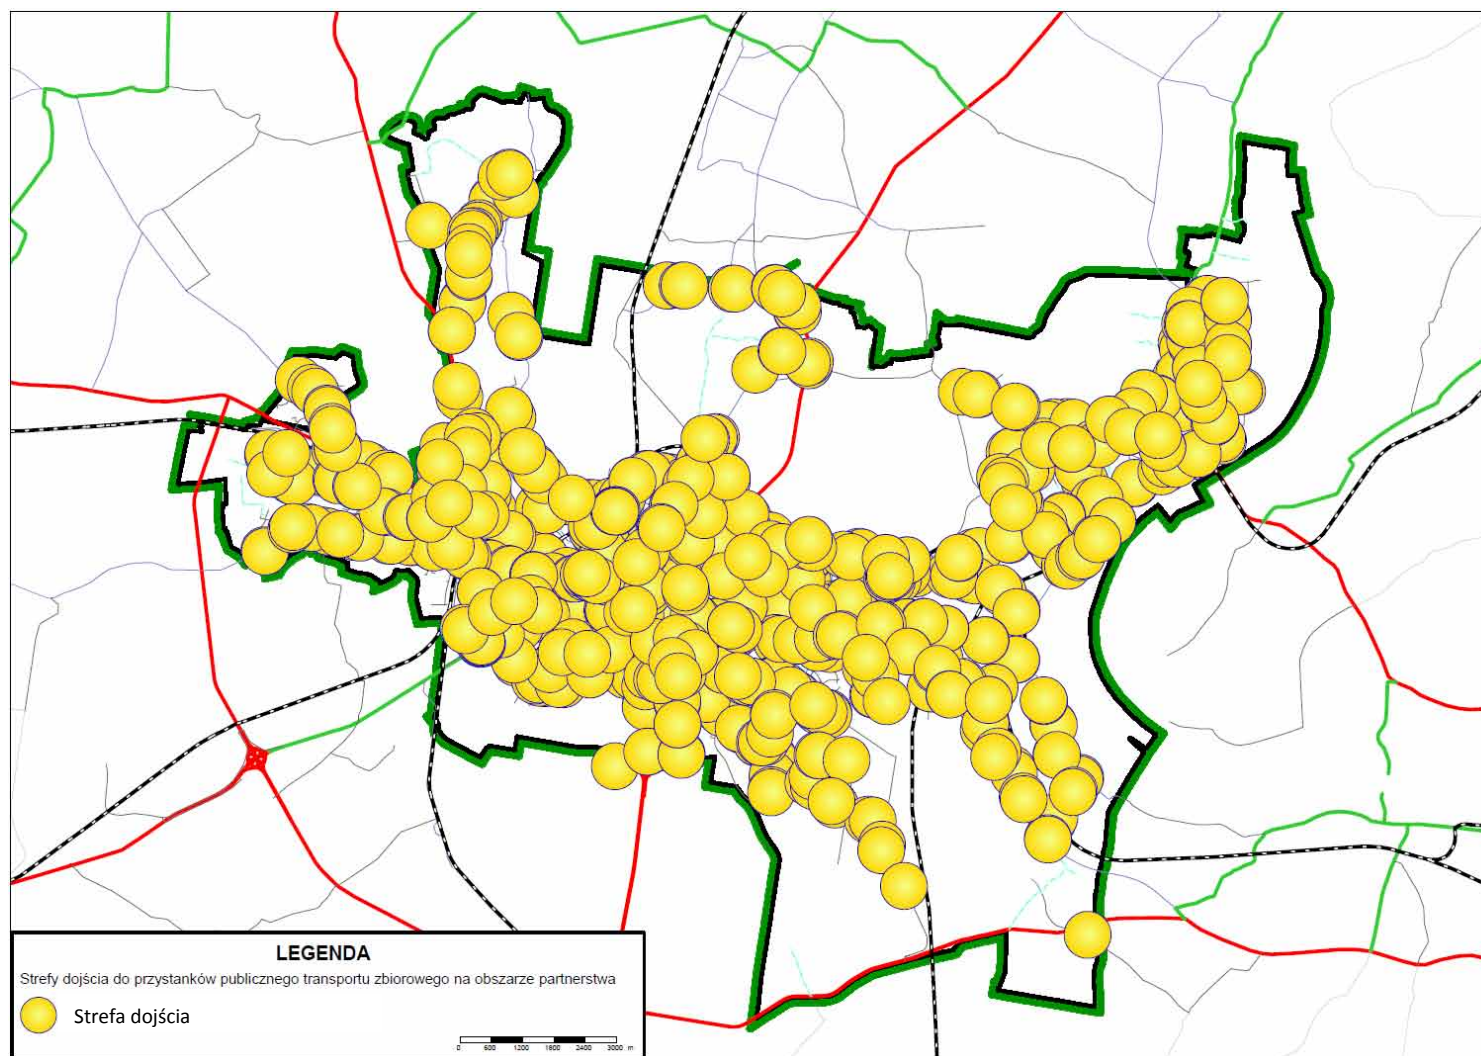 LEGENDA
Strefy dojścia do przystanków publicznego transportu zbiorowego na obszarze partnerstwa
Strefa dojścia
0 600 1200 1800 2400 3000 m